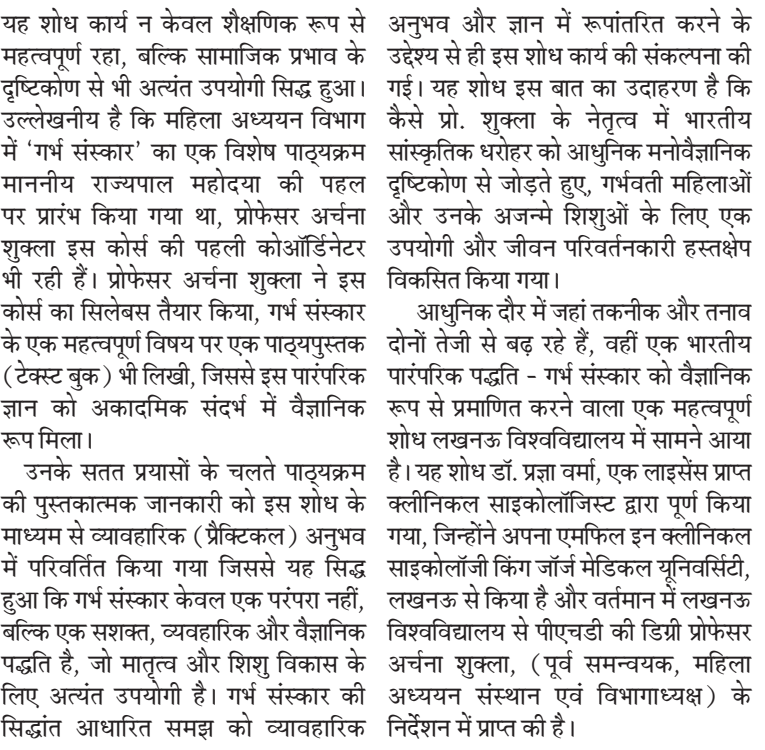 यह शोध कार्य न केवल शैक्षणिक रूप से
महत्वपूर्ण रहा, बल्कि सामाजिक प्रभाव के
दृष्टिकोण से भी अत्यंत उपयोगी सिद्ध हुआ।
उल्लेखनीय है कि महिला अध्ययन विभाग
में ‘गर्भ संस्कार’ का एक विशेष पाठ्यक्रम
माननीय राज्यपाल महोदया की पहल
पर प्रारंभ किया गया था, प्रोफेसर अर्चना
शुक्ला इस कोर्स की पहली कोऑर्डिनेटर
भी रही हैं। प्रोफेसर अर्चना शुक्ला ने इस
कोर्स का सिलेबस तैयार किया, गर्भ संस्कार
के एक महत्वपूर्ण विषय पर एक पाठ्यपुस्तक
(टेक्स्ट बुक) भी लिखी, जिससे इस पारंपरिक
ज्ञान को अकादमिक संदर्भ में वैज्ञानिक
रूप मिला।
उनके सतत प्रयासों के चलते पाठ्यक्रम
की पुस्तकात्मक जानकारी को इस शोध के
माध्यम से व्यावहारिक (प्रैक्टिकल) अनुभव
में परिवर्तित किया गया जिससे यह सिद्ध
हुआ कि गर्भ संस्कार केवल एक परंपरा नहीं,
बल्कि एक सशक्त, व्यवहारिक और वैज्ञानिक
पद्धति है, जो मातृत्व और शिशु विकास के
लिए अत्यंत उपयोगी है। गर्भ संस्कार की
सिद्धांत आधारित समझ को व्यावहारिक
अनुभव और ज्ञान में रूपांतरित करने के
उद्देश्य से ही इस शोध कार्य की संकल्पना की
गई। यह शोध इस बात का उदाहरण है कि
कैसे प्रो. शुक्ला के नेतृत्व में भारतीय
सांस्कृतिक धरोहर को आधुनिक मनोवैज्ञानिक
दृष्टिकोण से जोड़ते हुए, गर्भवती महिलाओं
और उनके अजन्मे शिशुओं के लिए एक
उपयोगी और जीवन परिवर्तनकारी हस्तक्षेप
विकसित किया गया।
आधुनिक दौर में जहां तकनीक और तनाव
दोनों तेजी से बढ़ रहे हैं, वहीं एक भारतीय
पारंपरिक पद्धति - गर्भ संस्कार को वैज्ञानिक
रूप से प्रमाणित करने वाला एक महत्वपूर्ण
शोध लखनऊ विश्वविद्यालय में सामने आया
है। यह शोध डॉ. प्रज्ञा वर्मा, एक लाइसेंस प्राप्त
क्लीनिकल साइकोलॉजिस्ट द्वारा पूर्ण किया
गया, जिन्होंने अपना एमफिल इन क्लीनिकल
साइकोलॉजी किंग जॉर्ज मेडिकल यूनिवर्सिटी,
लखनऊ से किया है और वर्तमान में लखनऊ
विश्वविद्यालय से पीएचडी की डिग्री प्रोफेसर
अर्चना शुक्ला, (पूर्व समन्वयक, महिला
अध्ययन संस्थान एवं विभागाध्यक्ष) के
निर्देशन में प्राप्त की है।